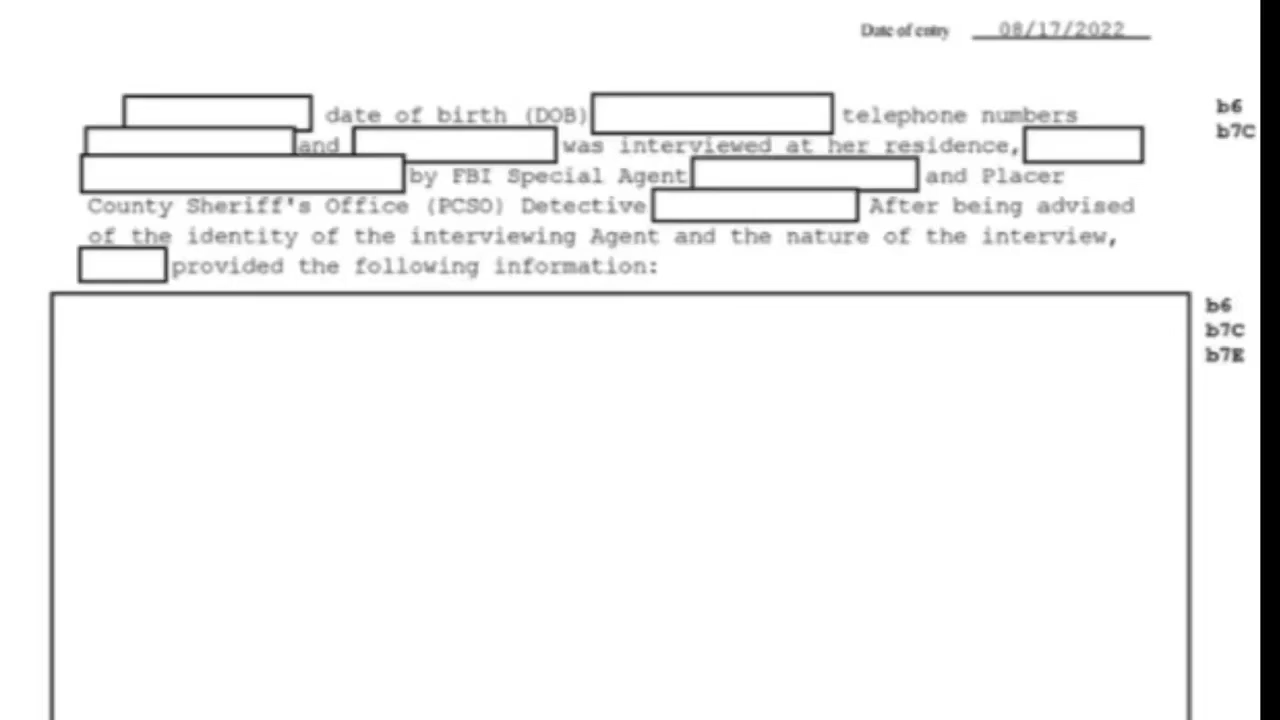 Date of entry 08/17/2022
date of birth (DOB) telephone numbers b6
b7C
and was interviewed at her residence,
by FBI Special Agent and Placer
County Sheriff's Office (PCSO) Detective After being advised
of the identity of the interviewing Agent and the nature of the interview,
provided the following information:
b6
b7C
b7E